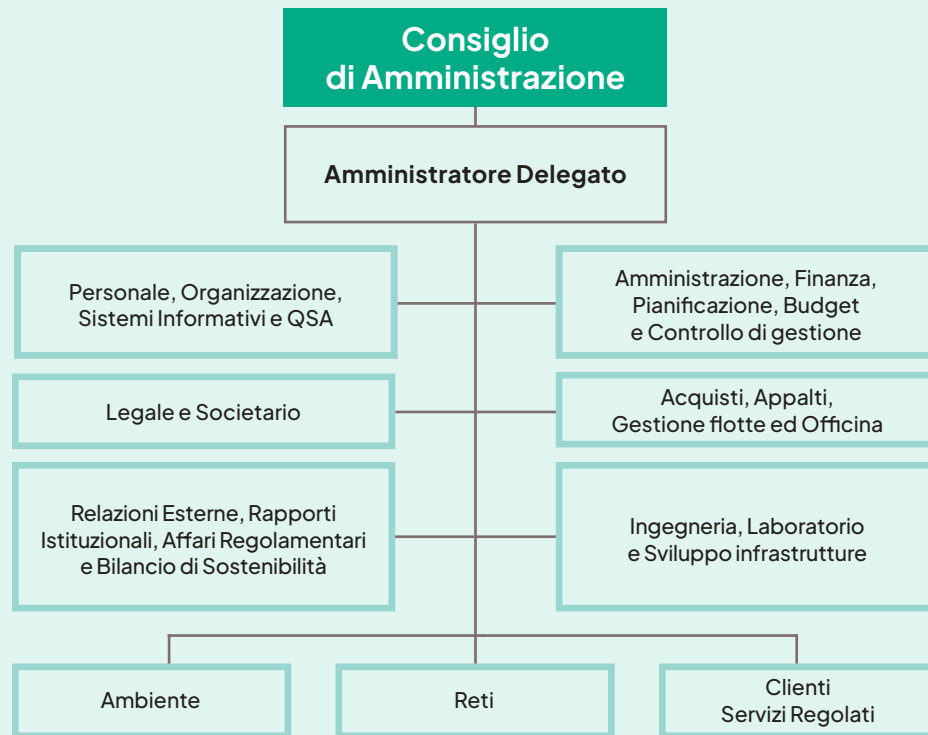 Consiglio
di Amministrazione
Amministratore Delegato
Personale, Organizzazione,
Sistemi Informativi e QSA
Amministrazione, Finanza,
Pianificazione, Budget
e Controllo di gestione
Legale e Societario
Acquisti, Appalti,
Gestione flotte ed Officina
Relazioni Esterne, Rapporti
Istituzionali, Affari Regolamentari
e Bilancio di Sostenibilità
Ingegneria, Laboratorio
e Sviluppo infrastrutture
Ambiente
Reti
Clienti
Servizi Regolati